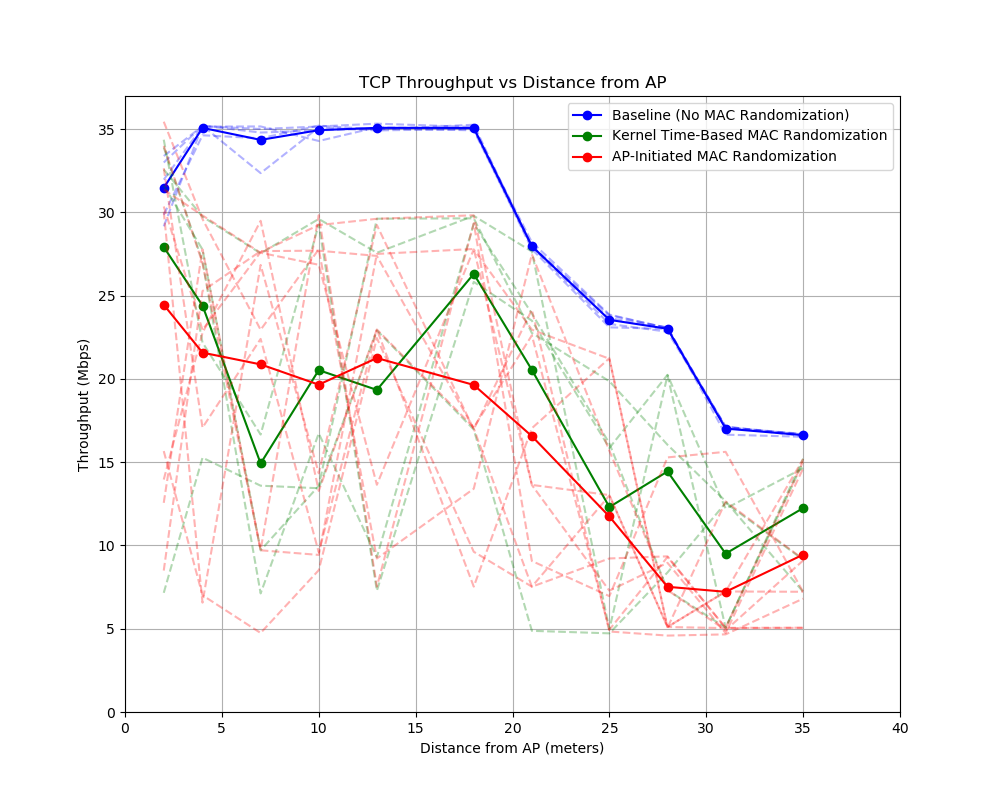 TCP Throughput vs Distance from AP
Baseline (No MAC Randomization)
Kernel Time-Based MAC Randomization
AP-Initiated MAC Randomization
Throughput (Mbps)
35
30
25
20
15
10
5
0
0 5 10 15 20 25 30 35 40
Distance from AP (meters)